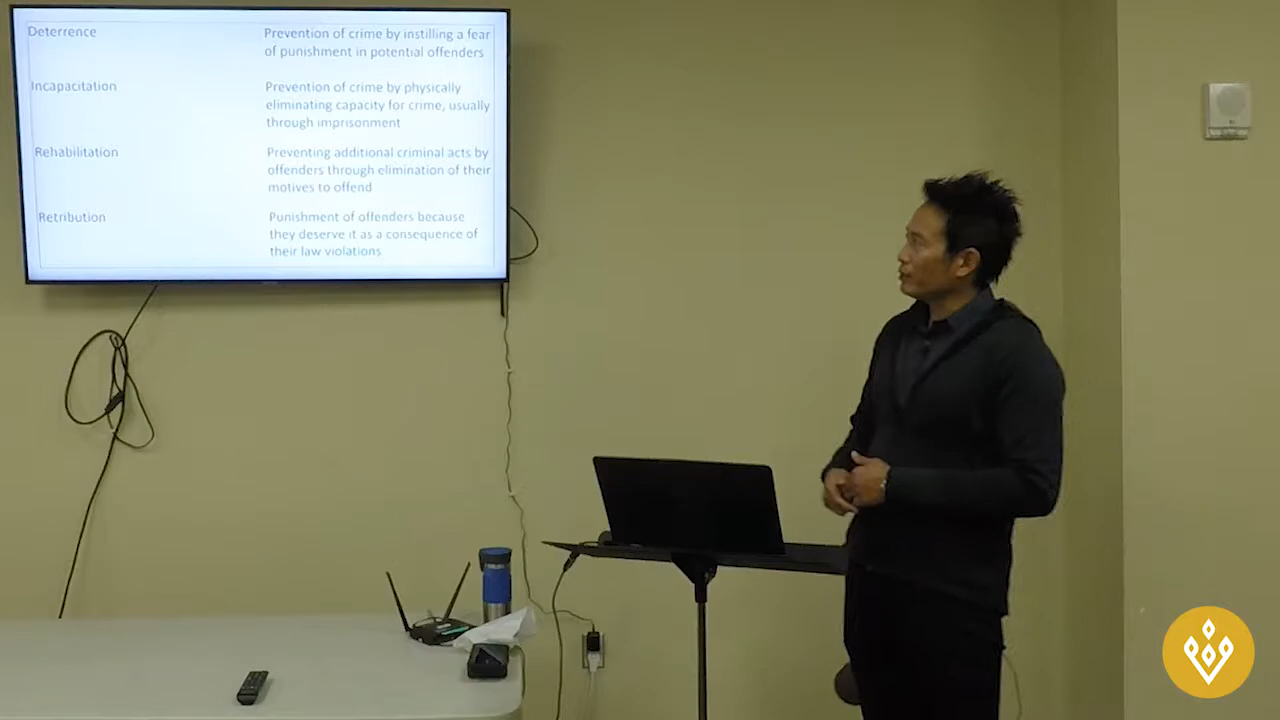 Deterrence
Prevention of crime by instilling a fear
of punishment in potential offenders
Incapacitation
Prevention of crime by physically
eliminating capacity for crime, usually
through imprisonment
Rehabilitation
Preventing additional criminal acts by
offenders through elimination of their
motives to offend
Retribution
Punishment of offenders because
they deserve it as a consequence of
their law violations